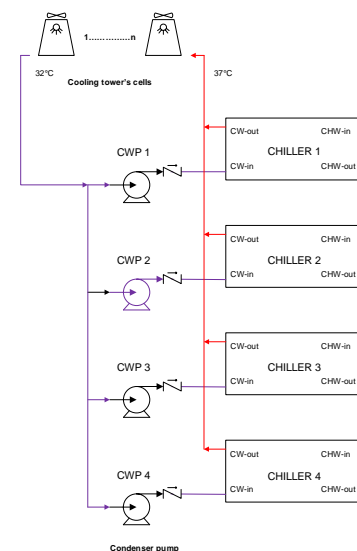 1..............n
32°C
37°C
Cooling tower's cells
CW-out
CHW-in
CWP 1
CHILLER 1
CW-in
CHW-out
CW-out
CHW-in
CWP 2
CHILLER 2
CW-in
CHW-out
CW-out
CHW-in
CWP 3
CHILLER 3
CW-in
CHW-out
CW-out
CHW-in
CWP 4
CHILLER 4
CW-in
CHW-out
Condenser pump